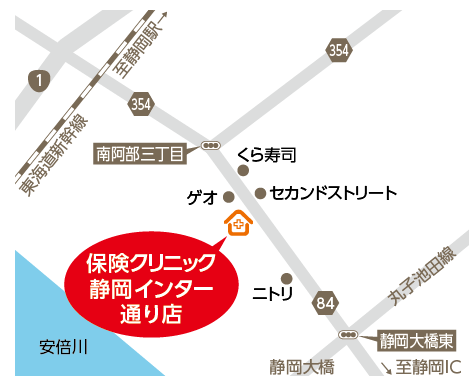 至静岡駅→
354
1
354
東海道新幹線
南阿部三丁目
くら寿司
ゲオ
セカンドストリート
保険クリニック
静岡インター
通り店
ニトリ
84
丸子池田線
静岡大橋東
安倍川
静岡大橋
↘至静岡IC